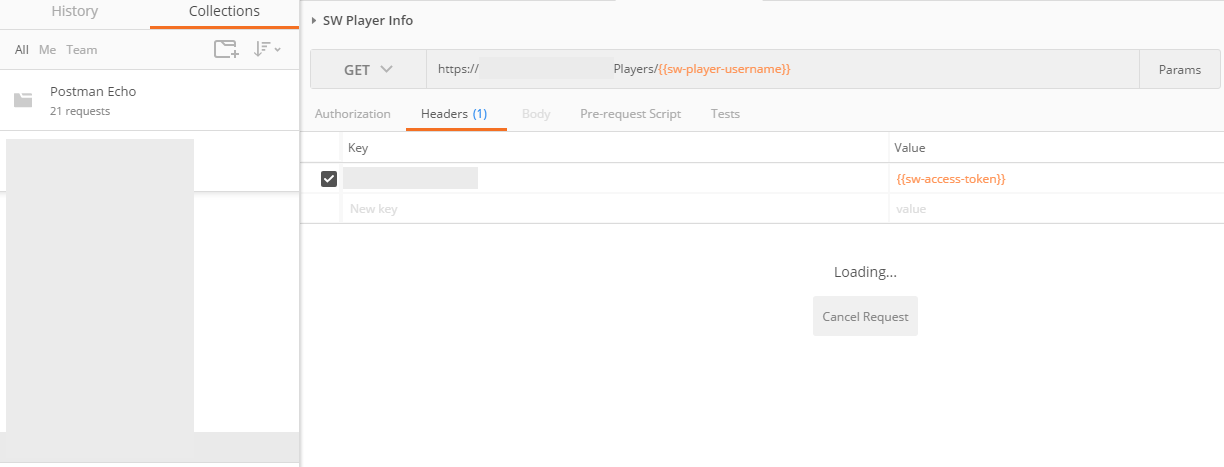 History Collections
All Me Team
Postman Echo
21 requests
SW Player Info
GET https:// Players/{{sw-player-username}} Params
Authorization Headers (1) Body Pre-request Script Tests
Key Value
{{sw-access-token}}
New key value
Loading...
Cancel Request